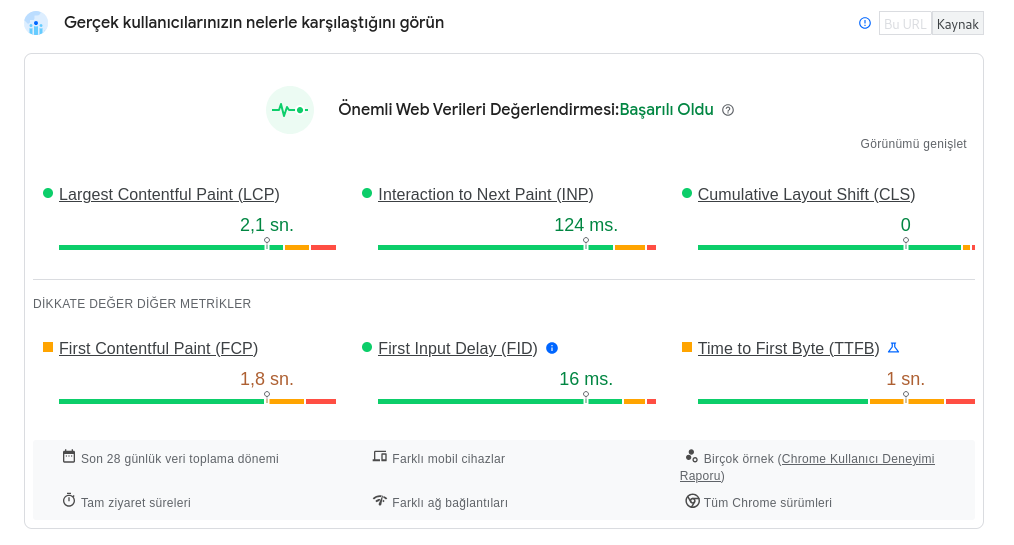 Gerçek kullanıcılarınızın nelerle karşılaştığını görün
Bu URL Kaynak
Önemli Web Verileri Değerlendirmesi:Başarılı Oldu
Görünümü genişlet
Largest Contentful Paint (LCP)
2,1 sn.
Interaction to Next Paint (INP)
124 ms.
Cumulative Layout Shift (CLS)
0
DİKKATE DEĞER DİĞER METRİKLER
First Contentful Paint (FCP)
1,8 sn.
First Input Delay (FID)
16 ms.
Time to First Byte (TTFB)
1 sn.
Son 28 günlük veri toplama dönemi
Farklı mobil cihazlar
Birçok örnek (Chrome Kullanıcı Deneyimi
Raporu)
Tam ziyaret süreleri
Farklı ağ bağlantıları
Tüm Chrome sürümleri